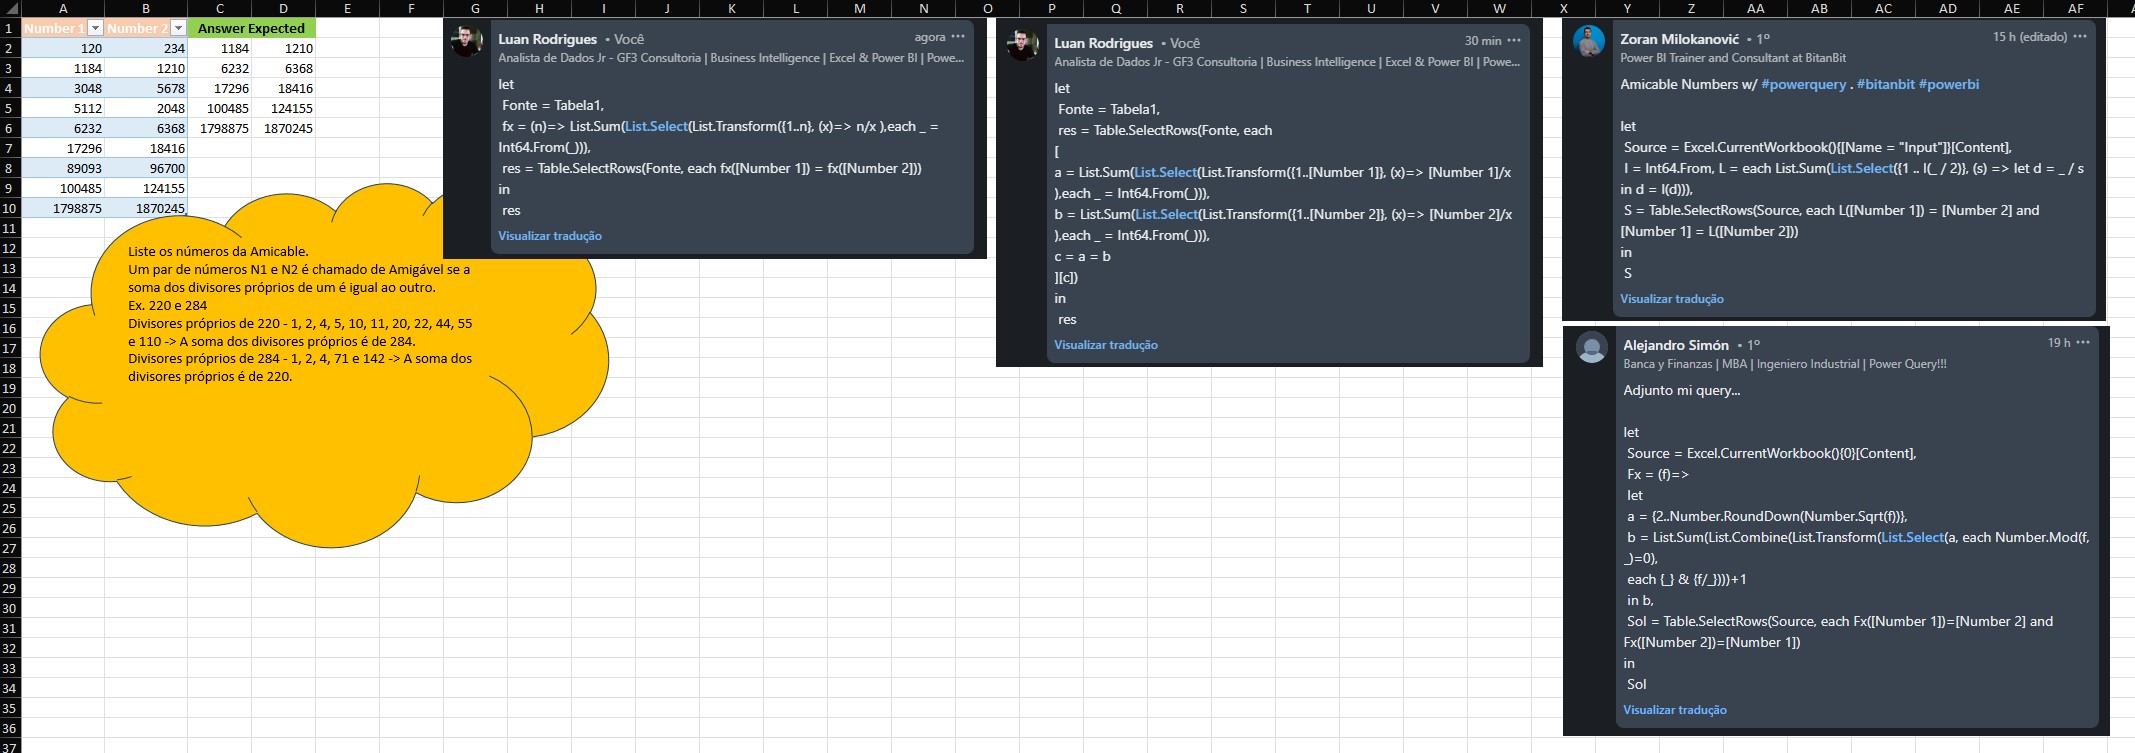 A B C D E F G H I J K L M N O P Q R S T U V W X Y Z AA AB AC AD AE AF
1 Number 1 Number 2 Answer Expected
2 120 234 1184 1210
3 1184 1210 6232 6368
4 3048 5678 17296 18416
5 5112 2048 100485 124155
6 6232 6368 1798875 1870245
7 17296 18416
8 89093 96700
9 100485 124155
10 1798875 1870245
11
12
13
14
15
16
17
18
19
20
21
22
23
24
25
26
27
28
29
30
31
32
33
34
35
36
37
Liste os números da Amicable.
Um par de números N1 e N2 é chamado de Amigável se a
soma dos divisores próprios de um é igual ao outro.
Ex. 220 e 284
Divisores próprios de 220 - 1, 2, 4, 5, 10, 11, 20, 22, 44, 55
e 110 -> A soma dos divisores próprios é de 284.
Divisores próprios de 284 - 1, 2, 4, 71 e 142 -> A soma dos
divisores próprios é de 220.
Luan Rodrigues • Você agora •••
Analista de Dados Jr - GF3 Consultoria | Business Intelligence | Excel & Power BI | Powe...
let
Fonte = Tabela1,
fx = (n)=> List.Sum(List.Select(List.Transform({1..n}, (x)=> n/x ),each _ =
Int64.From(_))),
res = Table.SelectRows(Fonte, each fx([Number 1]) = fx([Number 2]))
in
res
Visualizar tradução
Luan Rodrigues • Você 30 min •••
Analista de Dados Jr - GF3 Consultoria | Business Intelligence | Excel & Power BI | Powe...
let
Fonte = Tabela1,
res = Table.SelectRows(Fonte, each
[
a = List.Sum(List.Select(List.Transform({1..[Number 1]}, (x)=> [Number 1]/x
),each _ = Int64.From(_))),
b = List.Sum(List.Select(List.Transform({1..[Number 2]}, (x)=> [Number 2]/x
),each _ = Int64.From(_))),
c = a = b
][c])
in
res
Visualizar tradução
Zoran Milokanović • 1º 15 h (editado) •••
Power BI Trainer and Consultant at BitanBit
Amicable Numbers w/ #powerquery . #bitanbit #powerbi
let
Source = Excel.CurrentWorkbook(){[Name = "Input"]}[Content],
I = Int64.From, L = each List.Sum(List.Select({1 .. I(_ / 2)}, (s) => let d = _ / s
in d = I(d))),
S = Table.SelectRows(Source, each L([Number 1]) = [Number 2] and
[Number 1] = L([Number 2]))
in
S
Visualizar tradução
Alejandro Simón • 1º 19 h •••
Banca y Finanzas | MBA | Ingeniero Industrial | Power Query!!!
Adjunto mi query...
let
Source = Excel.CurrentWorkbook(){0}[Content],
Fx = (f)=>
let
a = {2..Number.RoundDown(Number.Sqrt(f))},
b = List.Sum(List.Combine(List.Transform(List.Select(a, each Number.Mod(f,
_)=0),
each {_} & {f/_})))+1
in b,
Sol = Table.SelectRows(Source, each Fx([Number 1])=[Number 2] and
Fx([Number 2])=[Number 1])
in
Sol
Visualizar tradução